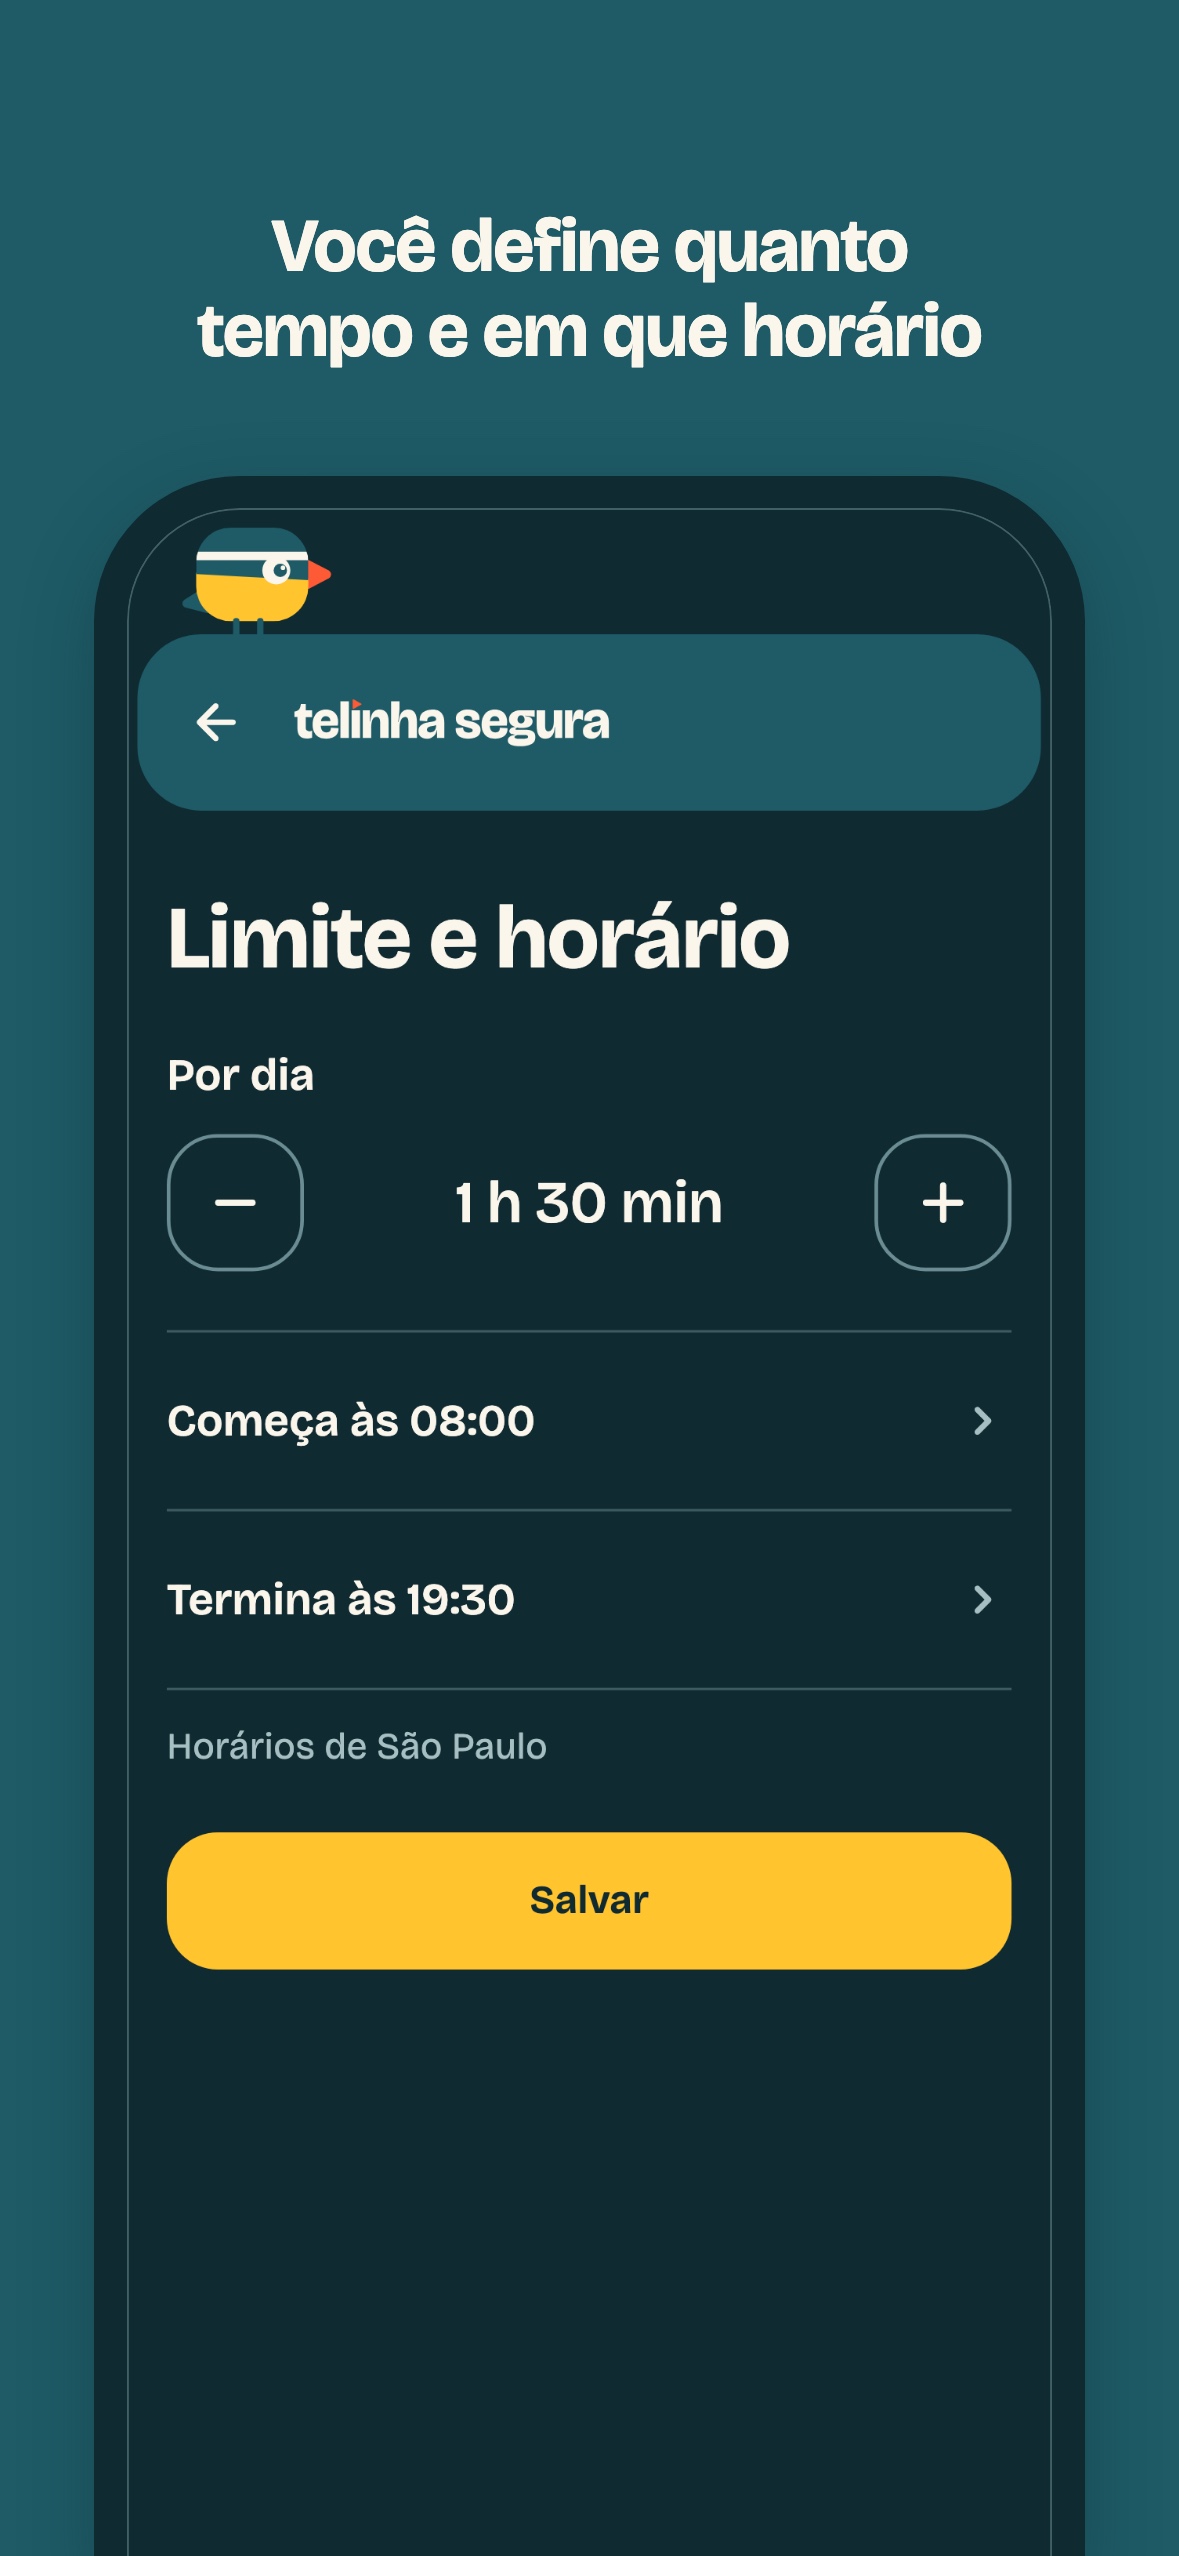 Você define quanto
tempo e em que horário
telinha segura
Limite e horário
Por dia
1 h 30 min
Começa às 08:00
Termina às 19:30
Horários de São Paulo
Salvar